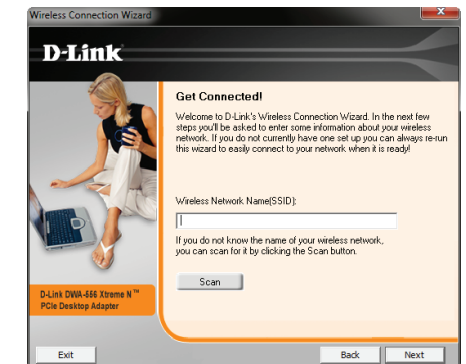 Wireless Connection Wizard
D-Link
Get Connected!
Welcome to D-Link's Wireless Connection Wizard. In the next few
steps you'll be asked to enter some information about your wireless
network. If you do not currently have one set up you can always re-run
this wizard to easily connect to your network when it is ready!
Wireless Network Name(SSID):
If you do not know the name of your wireless network,
you can scan for it by clicking the Scan button.
Scan
D-Link DWA-556 Xtreme N™
PCIe Desktop Adapter
Exit
Back
Next